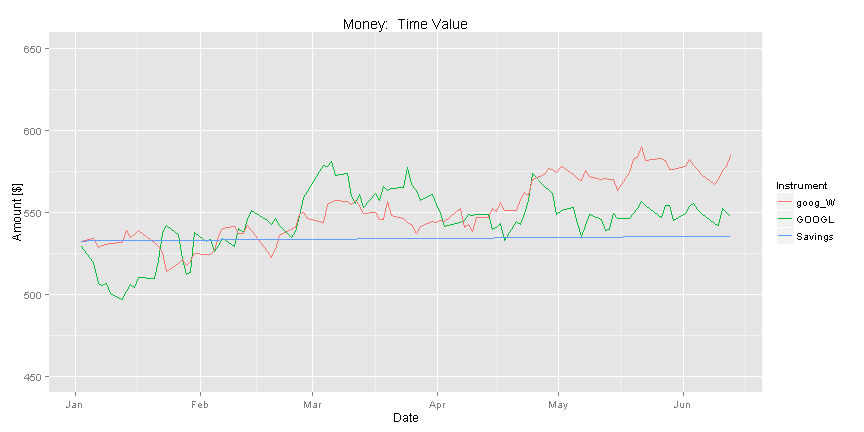 Money:  Time Value
650
600
550
500
450
Amount [$]
Jan Feb Mar Apr May Jun
Date
Instrument
goog_W
GOOGL
Savings